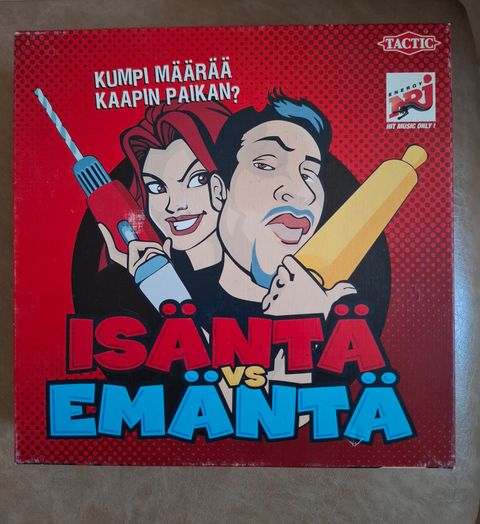 TACTIC
KUMPI MÄÄRÄÄ
KAAPIN PAIKAN?
ENERGY
NRJ
HIT MUSIC ONLY!
ISÄNTÄ
VS
EMÄNTÄ